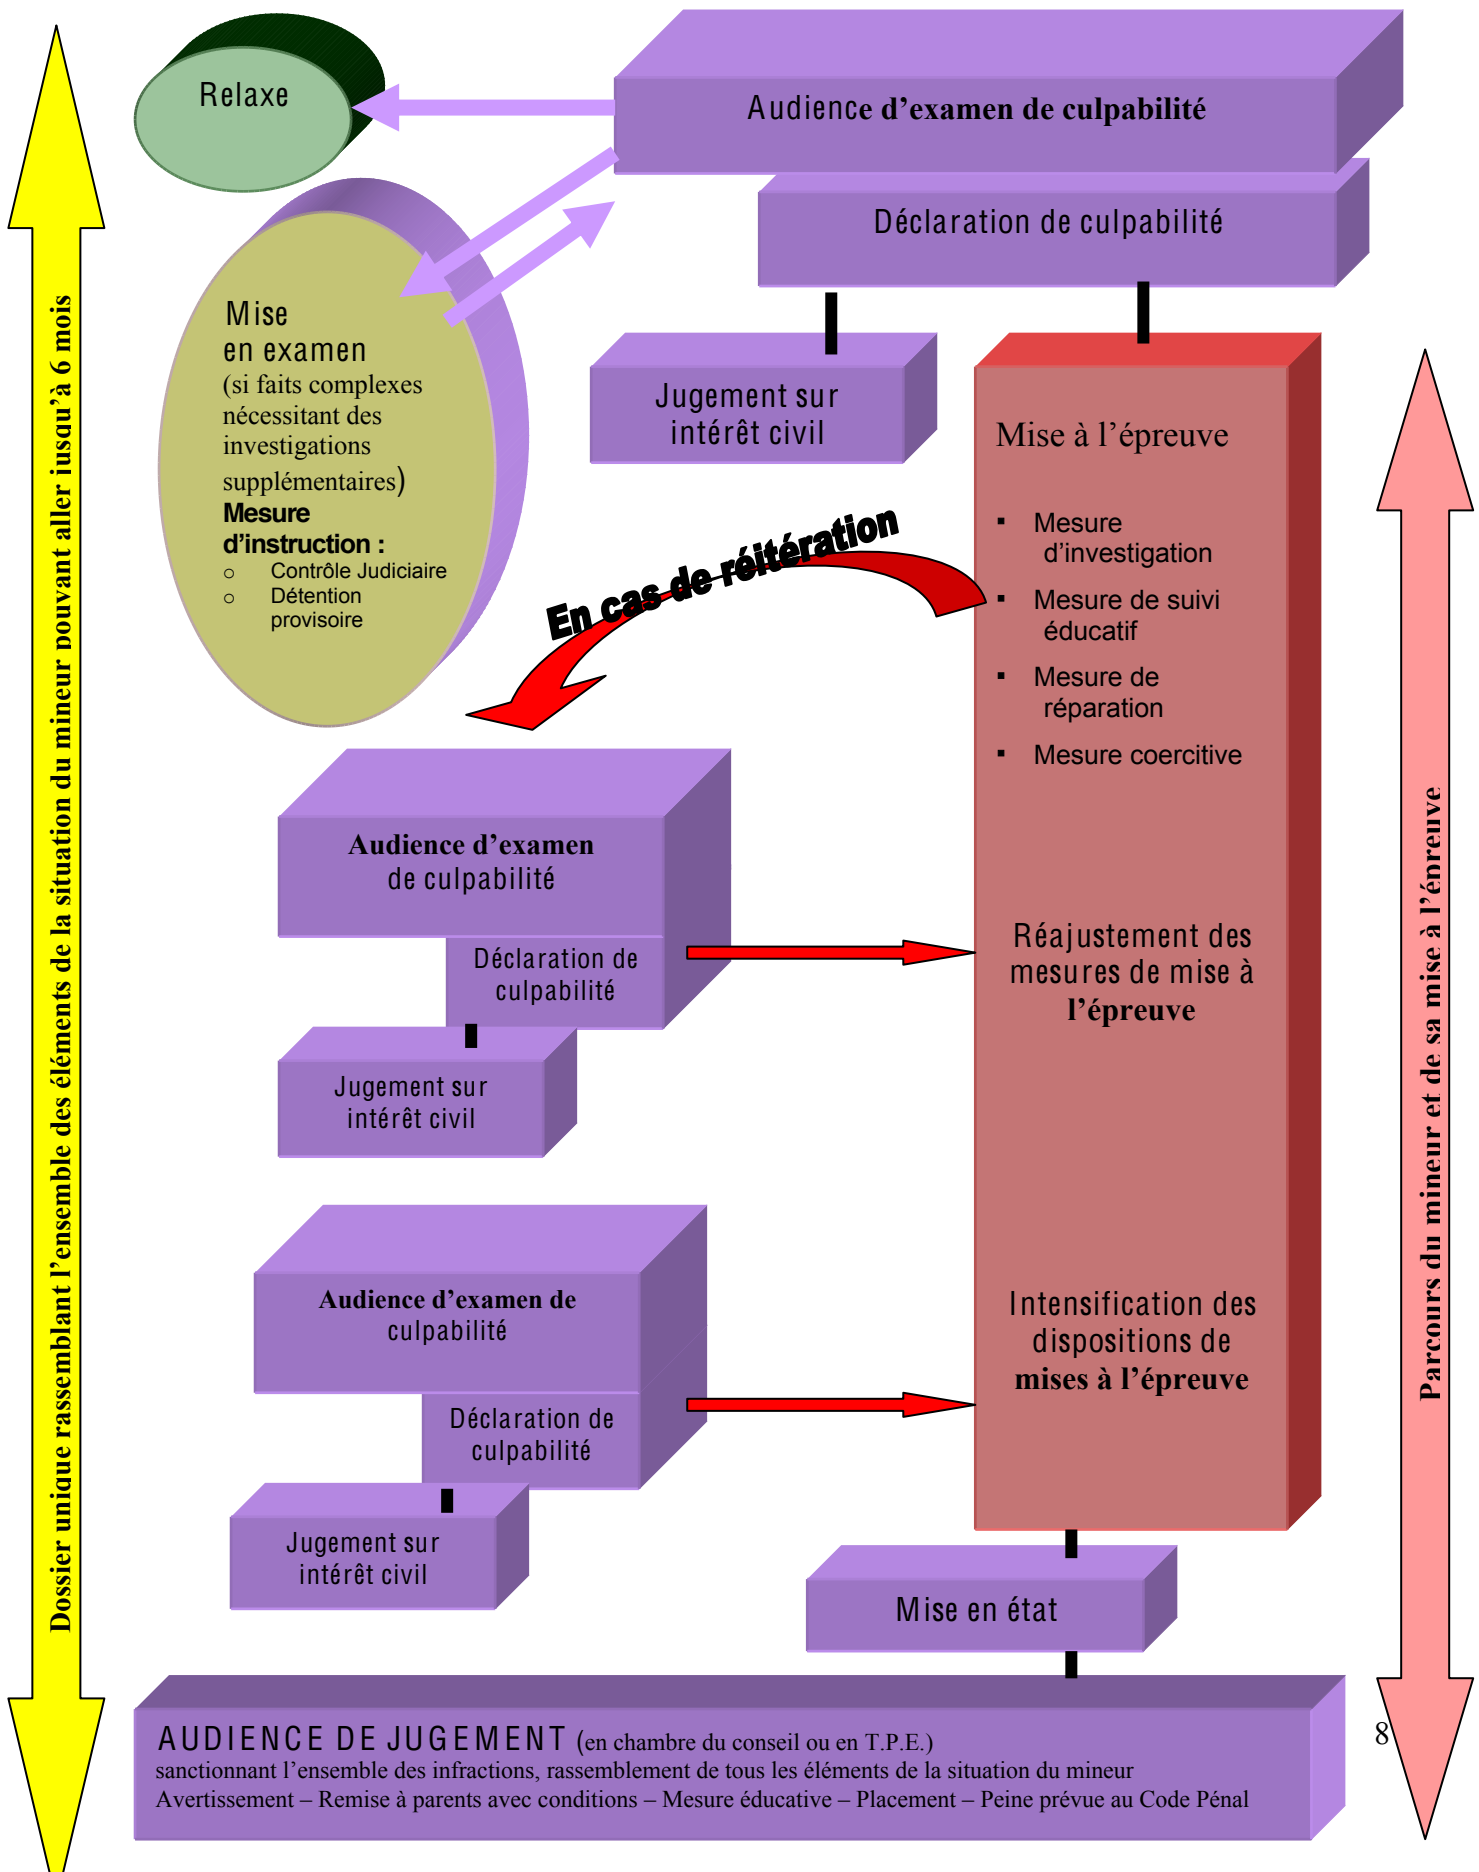 Relaxe
Audience d’examen de culpabilité
Déclaration de culpabilité
Mise
en examen
(si faits complexes
nécessitant des
investigations
supplémentaires)
Mesure
d’instruction :
o Contrôle Judiciaire
o Détention
provisoire
Jugement sur
intérêt civil
Mise à l’épreuve
▪ Mesure
d’investigation
▪ Mesure de suivi
éducatif
▪ Mesure de
réparation
▪ Mesure coercitive
En cas de réitération
Audience d’examen
de culpabilité
Déclaration de
culpabilité
Jugement sur
intérêt civil
Réajustement des
mesures de mise à
l’épreuve
Audience d’examen de
culpabilité
Déclaration de
culpabilité
Jugement sur
intérêt civil
Intensification des
dispositions de
mises à l’épreuve
Mise en état
AUDIENCE DE JUGEMENT (en chambre du conseil ou en T.P.E.)
sanctionnant l’ensemble des infractions, rassemblement de tous les éléments de la situation du mineur
Avertissement – Remise à parents avec conditions – Mesure éducative – Placement – Peine prévue au Code Pénal
Dossier unique rassemblant l’ensemble des éléments de la situation du mineur pouvant aller jusqu’à 6 mois
Parcours du mineur et de sa mise à l’épreuve
8